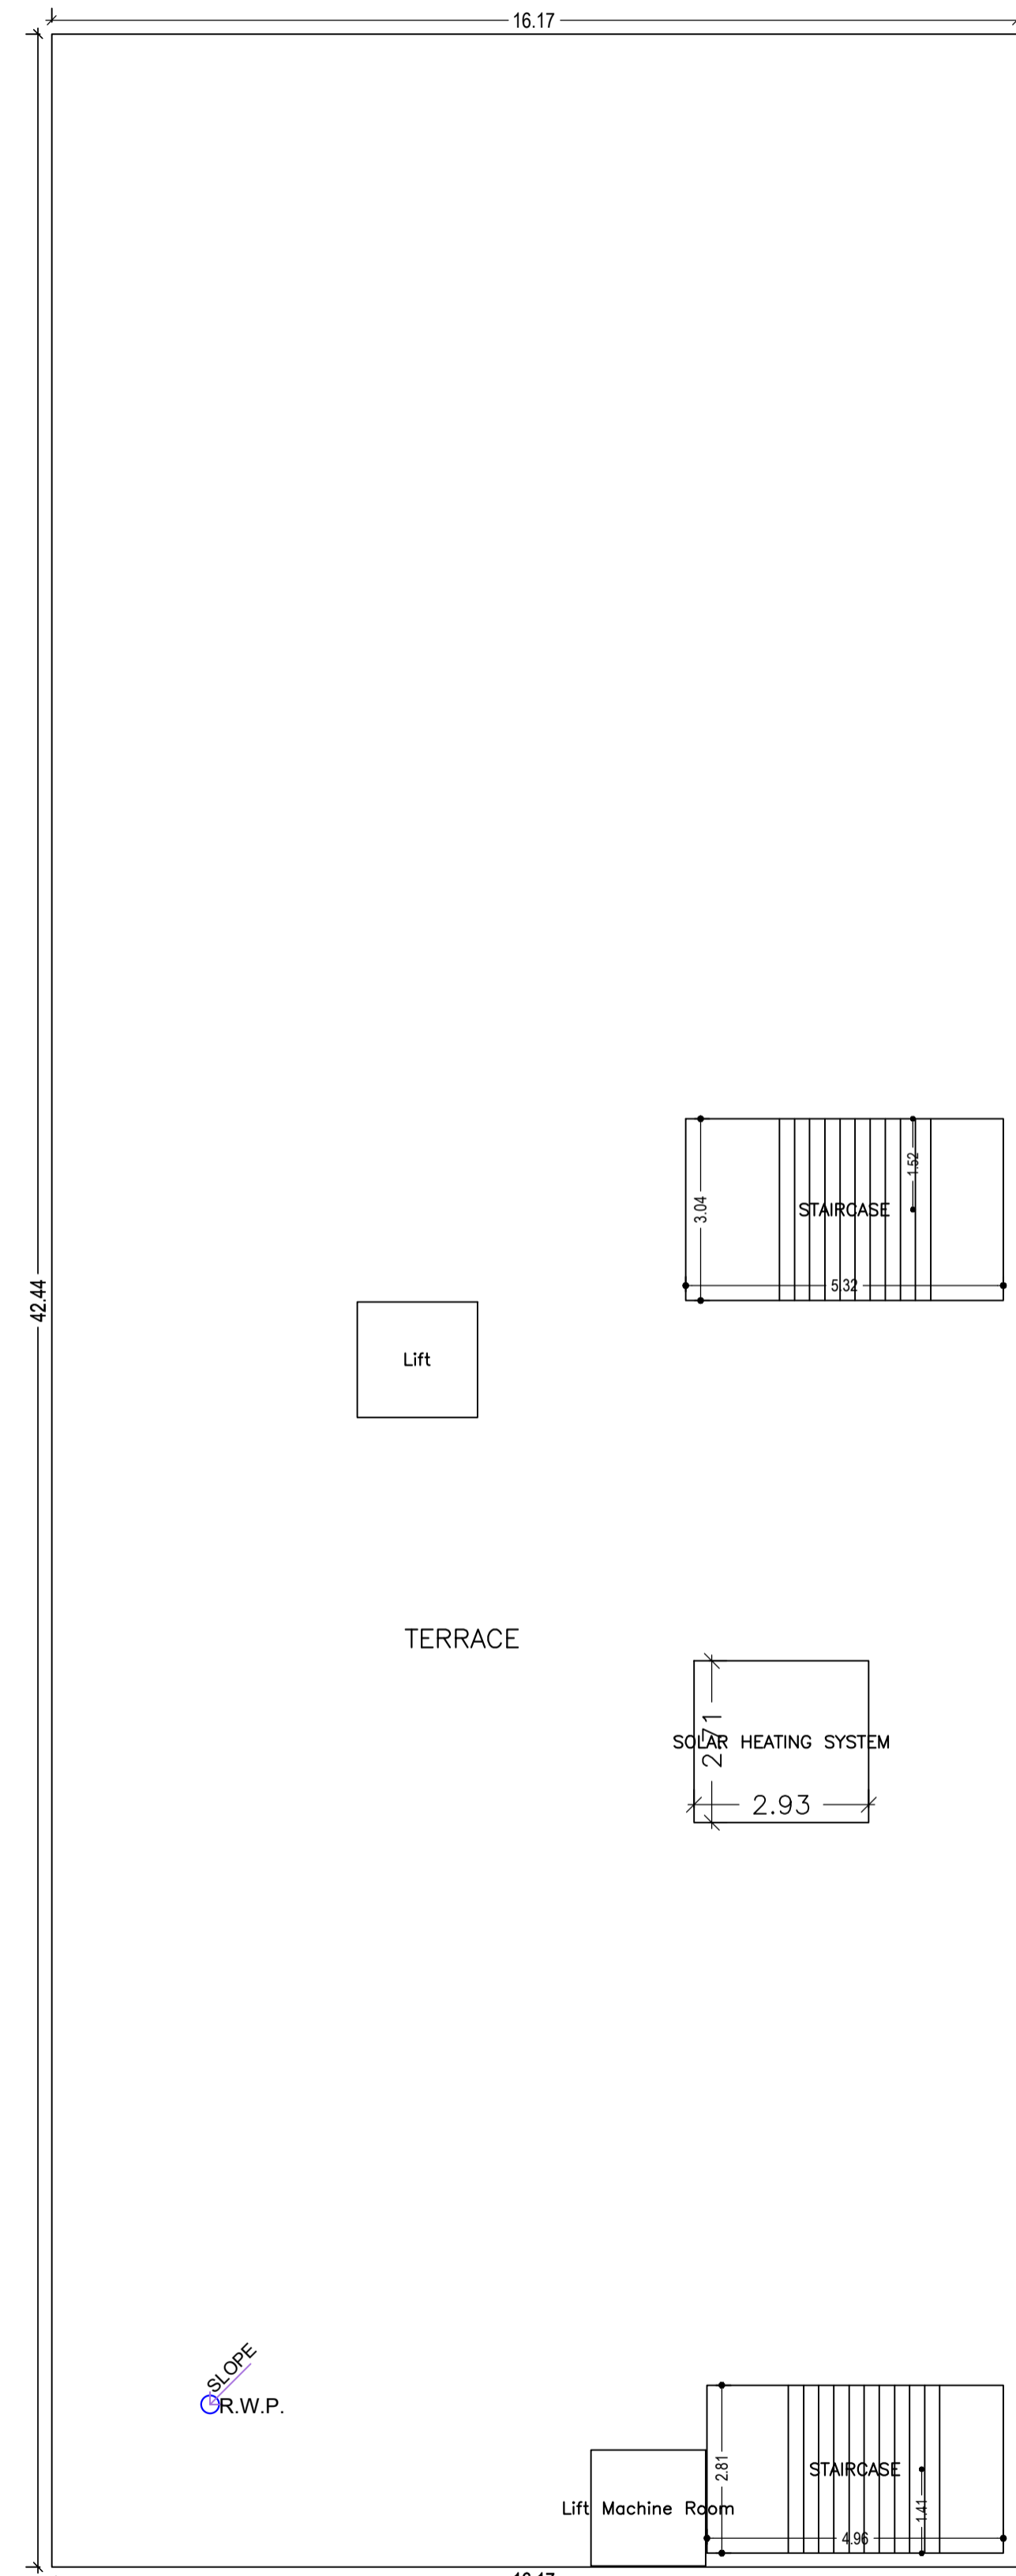 16.17
42.44
1.52
3.04
STAIRCASE
5.32
Lift
TERRACE
2.71
SOLAR HEATING SYSTEM
2.93
SLOPE
R.W.P.
2.81
STAIRCASE
1.41
Lift Machine Room
4.96